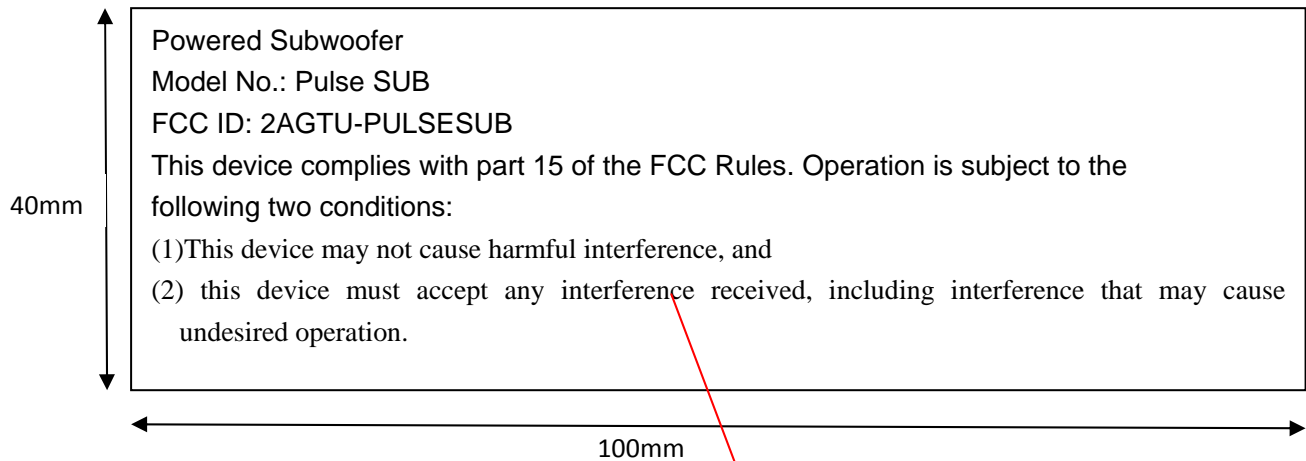 Powered Subwoofer
Model No.: Pulse SUB
FCC ID: 2AGTU-PULSESUB
This device complies with part 15 of the FCC Rules. Operation is subject to the
following two conditions:
(1)This device may not cause harmful interference, and
(2) this device must accept any interference received, including interference that may cause
undesired operation.
40mm
100mm